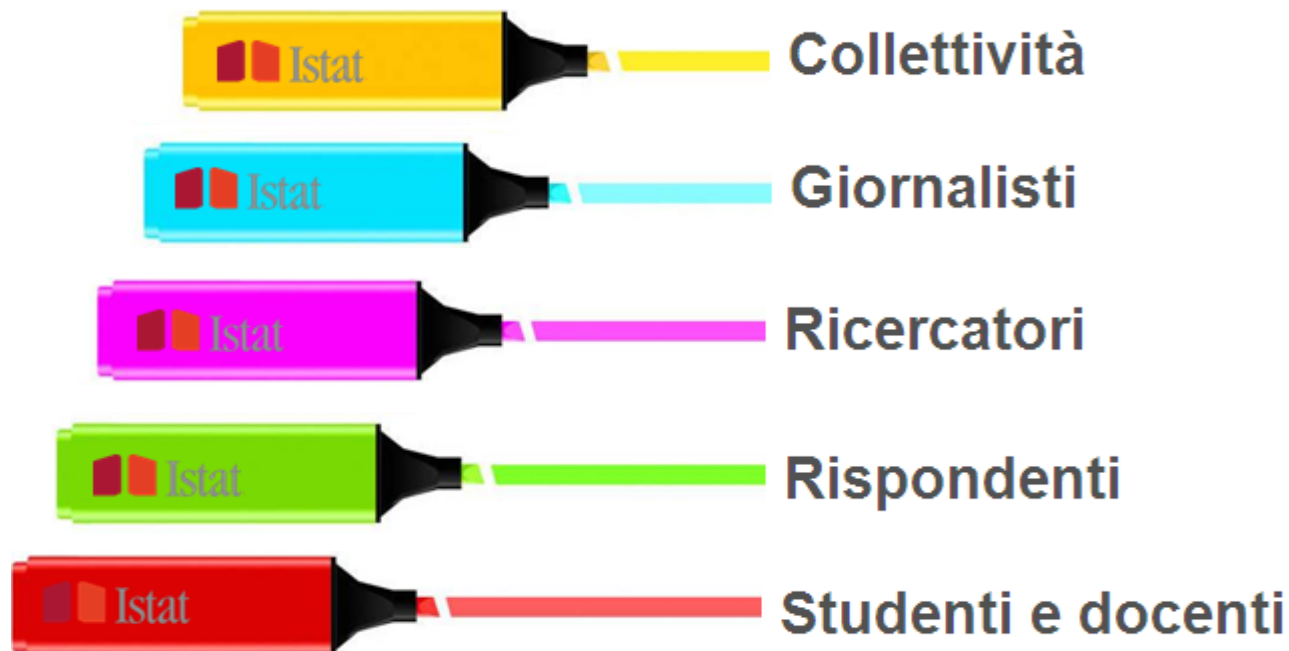 Istat Collettività
Istat Giornalisti
Istat Ricercatori
Istat Rispondenti
Istat Studenti e docenti